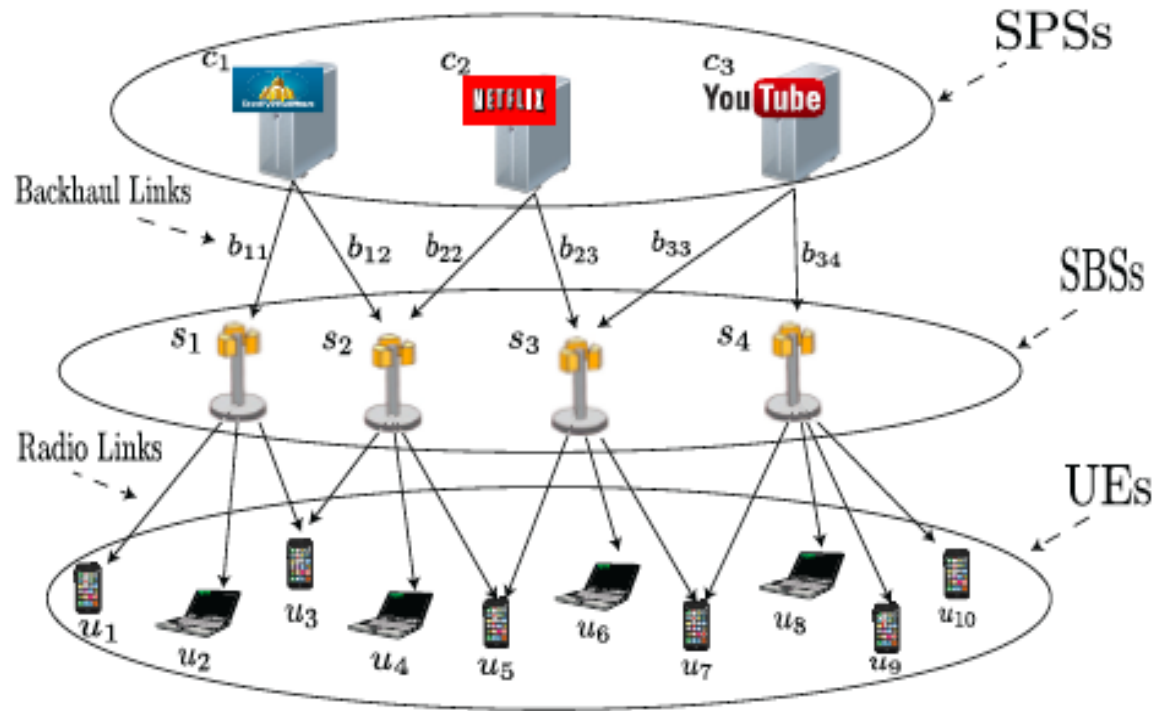 SPSs
c₁
c₂
c₃
NETFLIX
YouTube
Backhaul Links
b₁₁
b₁₂
b₂₂
b₂₃
b₃₃
b₃₄
SBSs
s₁
s₂
s₃
s₄
Radio Links
UEs
u₁
u₂
u₃
u₄
u₅
u₆
u₇
u₈
u₉
u₁₀